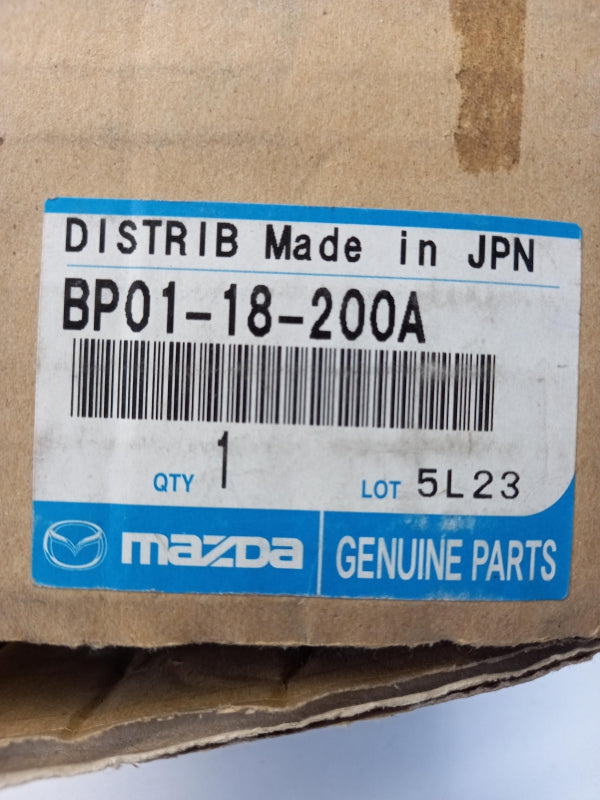 DISTRIB Made in JPN
BP01-18-200A
QTY 1 LOT 5L23
mazda GENUINE PARTS